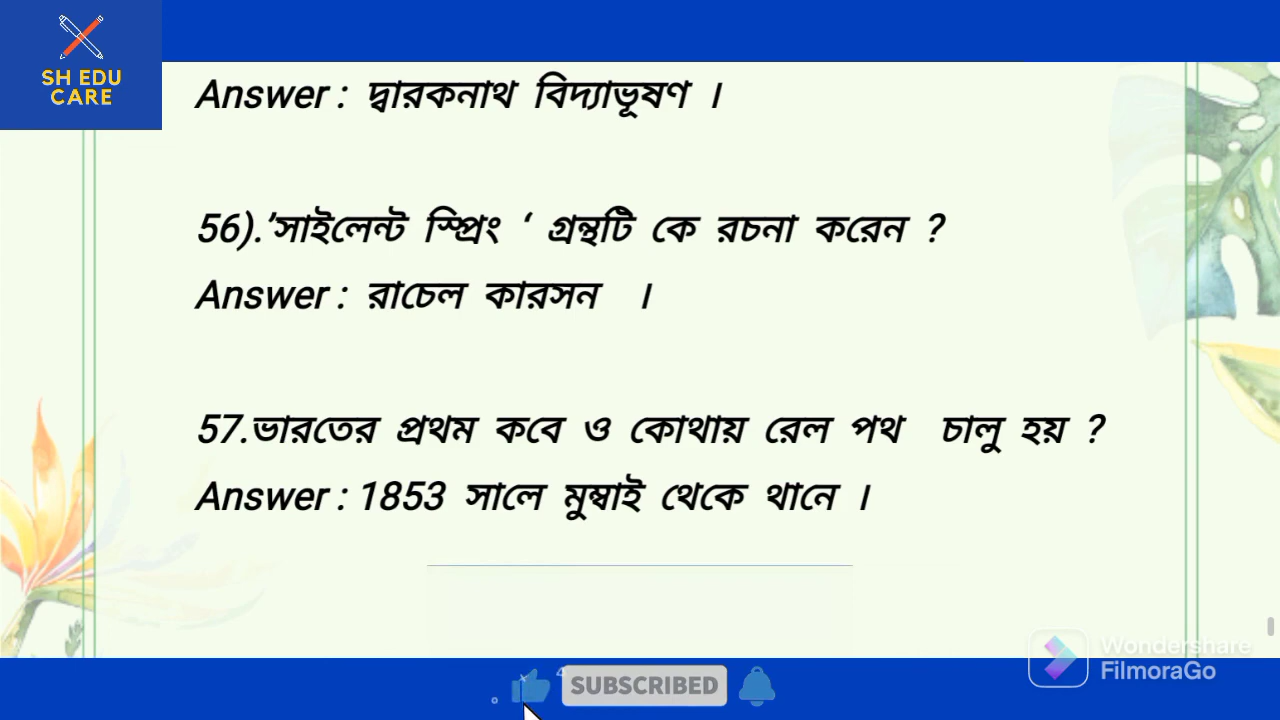 SH EDU
CARE
Answer : দ্বারকনাথ বিদ্যাভূষণ ।
56).’সাইলেন্ট স্প্রিং ‘ গ্রন্থটি কে রচনা করেন ?
Answer : রাচেল কারসন ।
57.ভারতের প্রথম কবে ও কোথায় রেল পথ চালু হয় ?
Answer : 1853 সালে মুম্বাই থেকে থানে ।
Wondershare
FilmoraGo
SUBSCRIBED